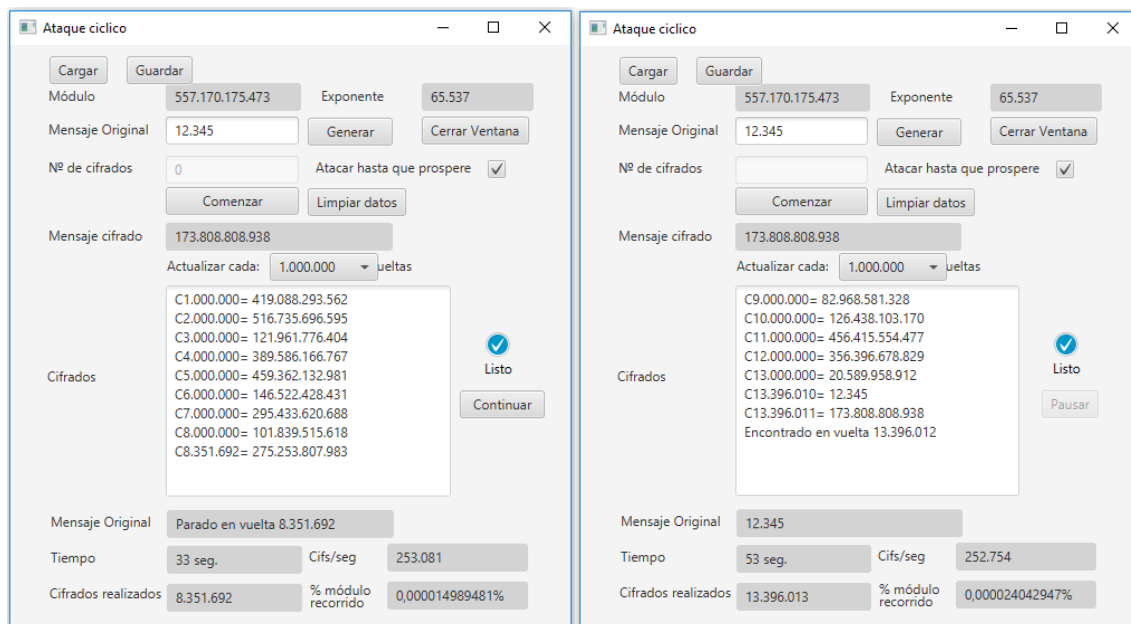 Ataque ciclico
Cargar Guardar
Módulo 557.170.175.473 Exponente 65.537
Mensaje Original 12.345 Generar Cerrar Ventana
Nº de cifrados 0 Atacar hasta que prospere
Comenzar Limpiar datos
Mensaje cifrado 173.808.808.938
Actualizar cada: 1.000.000 ueltas
C1.000.000= 419.088.293.562
C2.000.000= 516.735.696.595
C3.000.000= 121.961.776.404
C4.000.000= 389.586.166.767
C5.000.000= 459.362.132.981
C6.000.000= 146.522.428.431
C7.000.000= 295.433.620.688
C8.000.000= 101.839.515.618
C8.351.692= 275.253.807.983
Cifrados
Listo
Continuar
Mensaje Original Parado en vuelta 8.351.692
Tiempo 33 seg. Cifs/seg 253.081
Cifrados realizados 8.351.692 % módulo recorrido 0,000014989481%
Ataque ciclico
Cargar Guardar
Módulo 557.170.175.473 Exponente 65.537
Mensaje Original 12.345 Generar Cerrar Ventana
Nº de cifrados Atacar hasta que prospere
Comenzar Limpiar datos
Mensaje cifrado 173.808.808.938
Actualizar cada: 1.000.000 ueltas
C9.000.000= 82.968.581.328
C10.000.000= 126.438.103.170
C11.000.000= 456.415.554.477
C12.000.000= 356.396.678.829
C13.000.000= 20.589.958.912
C13.396.010= 12.345
C13.396.011= 173.808.808.938
Encontrado en vuelta 13.396.012
Cifrados
Listo
Pausar
Mensaje Original 12.345
Tiempo 53 seg. Cifs/seg 252.754
Cifrados realizados 13.396.013 % módulo recorrido 0,000024042947%